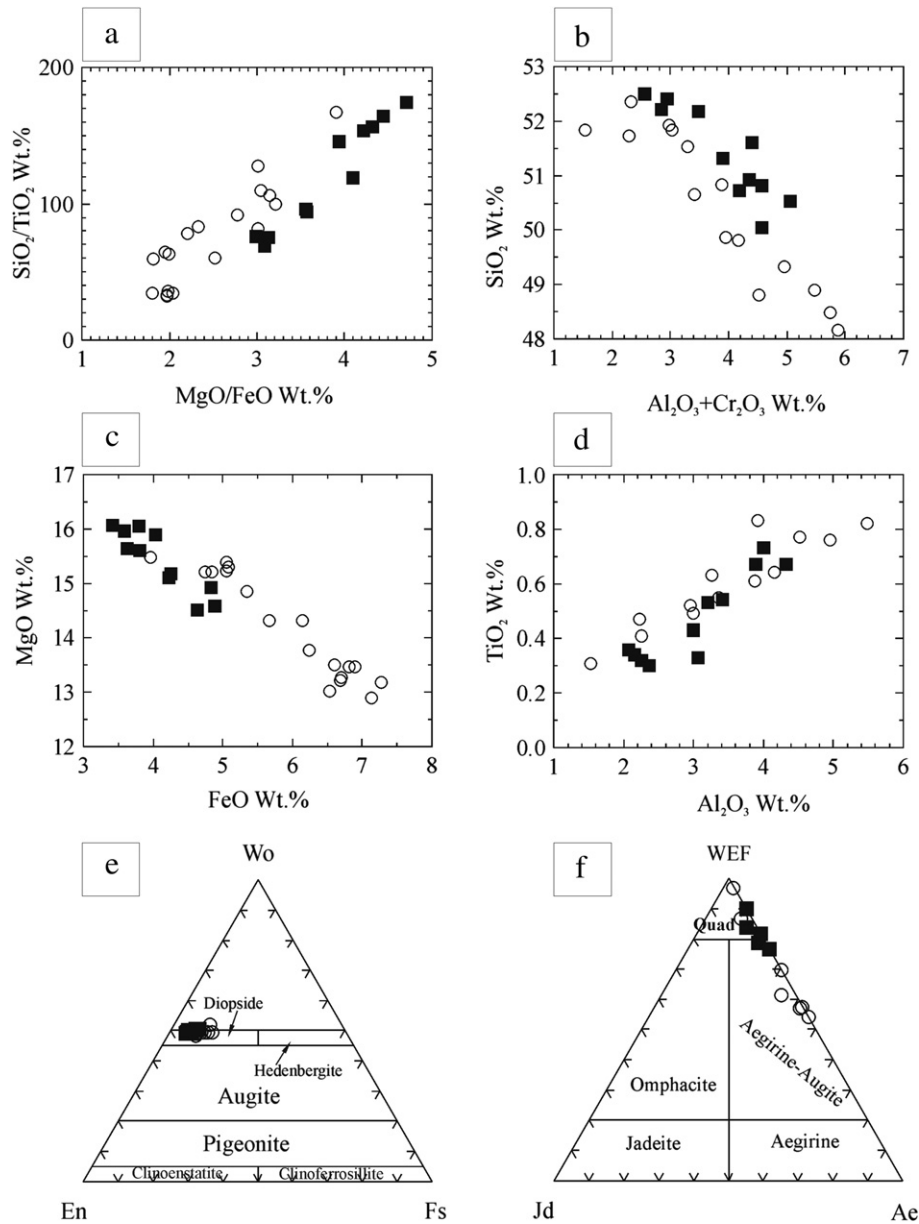 a
200
100
0
SiO₂/TiO₂ Wt.%
1 2 3 4 5
MgO/FeO Wt.%
b
53
52
51
50
49
48
SiO₂ Wt.%
1 2 3 4 5 6 7
Al₂O₃+Cr₂O₃ Wt.%
c
17
16
15
14
13
12
MgO Wt.%
3 4 5 6 7 8
FeO Wt.%
d
1.0
0.8
0.6
0.4
0.2
0.0
TiO₂ Wt.%
1 2 3 4 5 6
Al₂O₃ Wt.%
e
Wo
Diopside
Hedenbergite
Augite
Pigeonite
Clinoenstatite
Clinoferrosillite
En
Fs
f
WEF
Quad
Aegirine-Augite
Omphacite
Jadeite
Aegirine
Jd
Ae